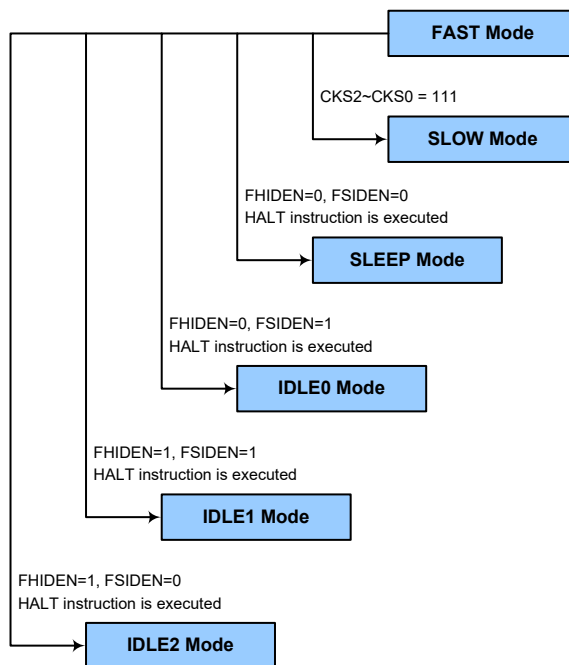 FAST Mode
CKS2~CKS0 = 111
SLOW Mode
FHIDEN=0, FSIDEN=0
HALT instruction is executed
SLEEP Mode
FHIDEN=0, FSIDEN=1
HALT instruction is executed
IDLE0 Mode
FHIDEN=1, FSIDEN=1
HALT instruction is executed
IDLE1 Mode
FHIDEN=1, FSIDEN=0
HALT instruction is executed
IDLE2 Mode